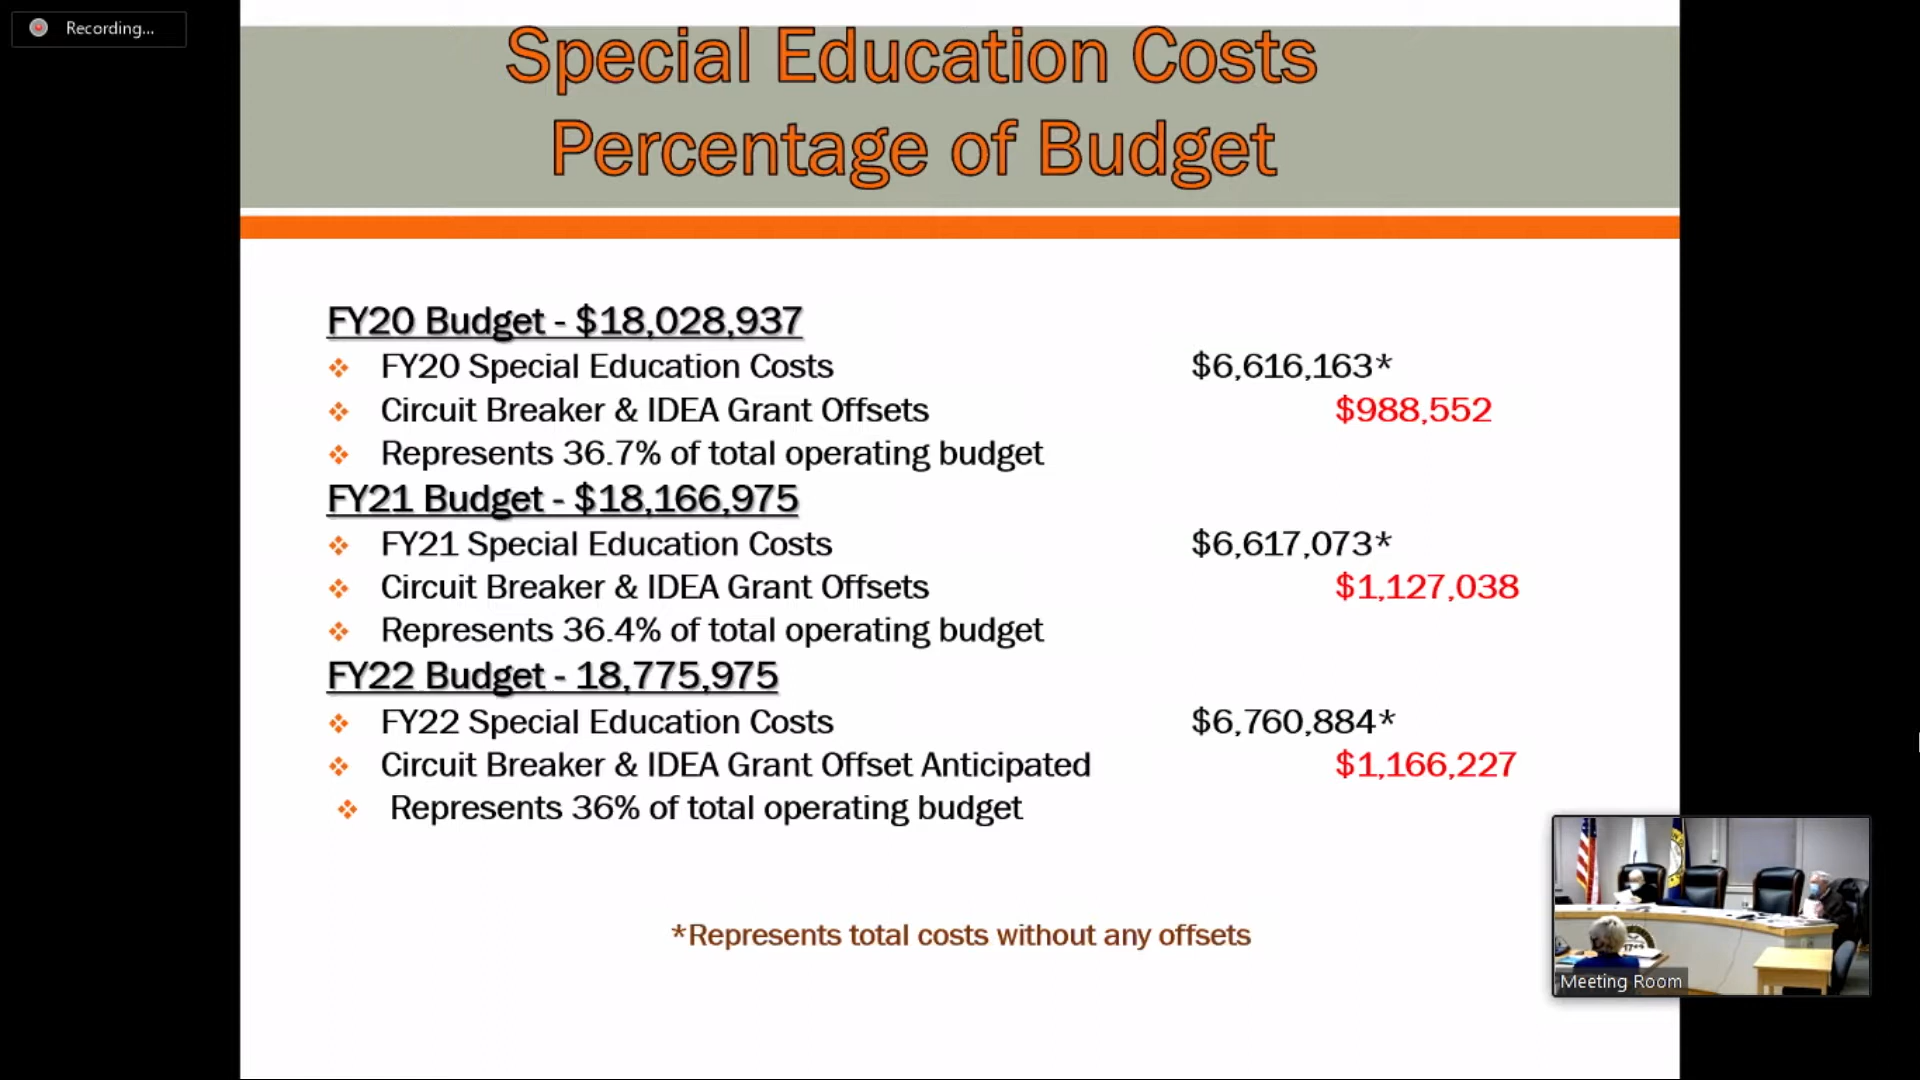 Recording...
Special Education Costs
Percentage of Budget
FY20 Budget - $18,028,937
FY20 Special Education Costs $6,616,163*
Circuit Breaker & IDEA Grant Offsets $988,552
Represents 36.7% of total operating budget
FY21 Budget - $18,166,975
FY21 Special Education Costs $6,617,073*
Circuit Breaker & IDEA Grant Offsets $1,127,038
Represents 36.4% of total operating budget
FY22 Budget - 18,775,975
FY22 Special Education Costs $6,760,884*
Circuit Breaker & IDEA Grant Offset Anticipated $1,166,227
Represents 36% of total operating budget
*Represents total costs without any offsets
Meeting Room